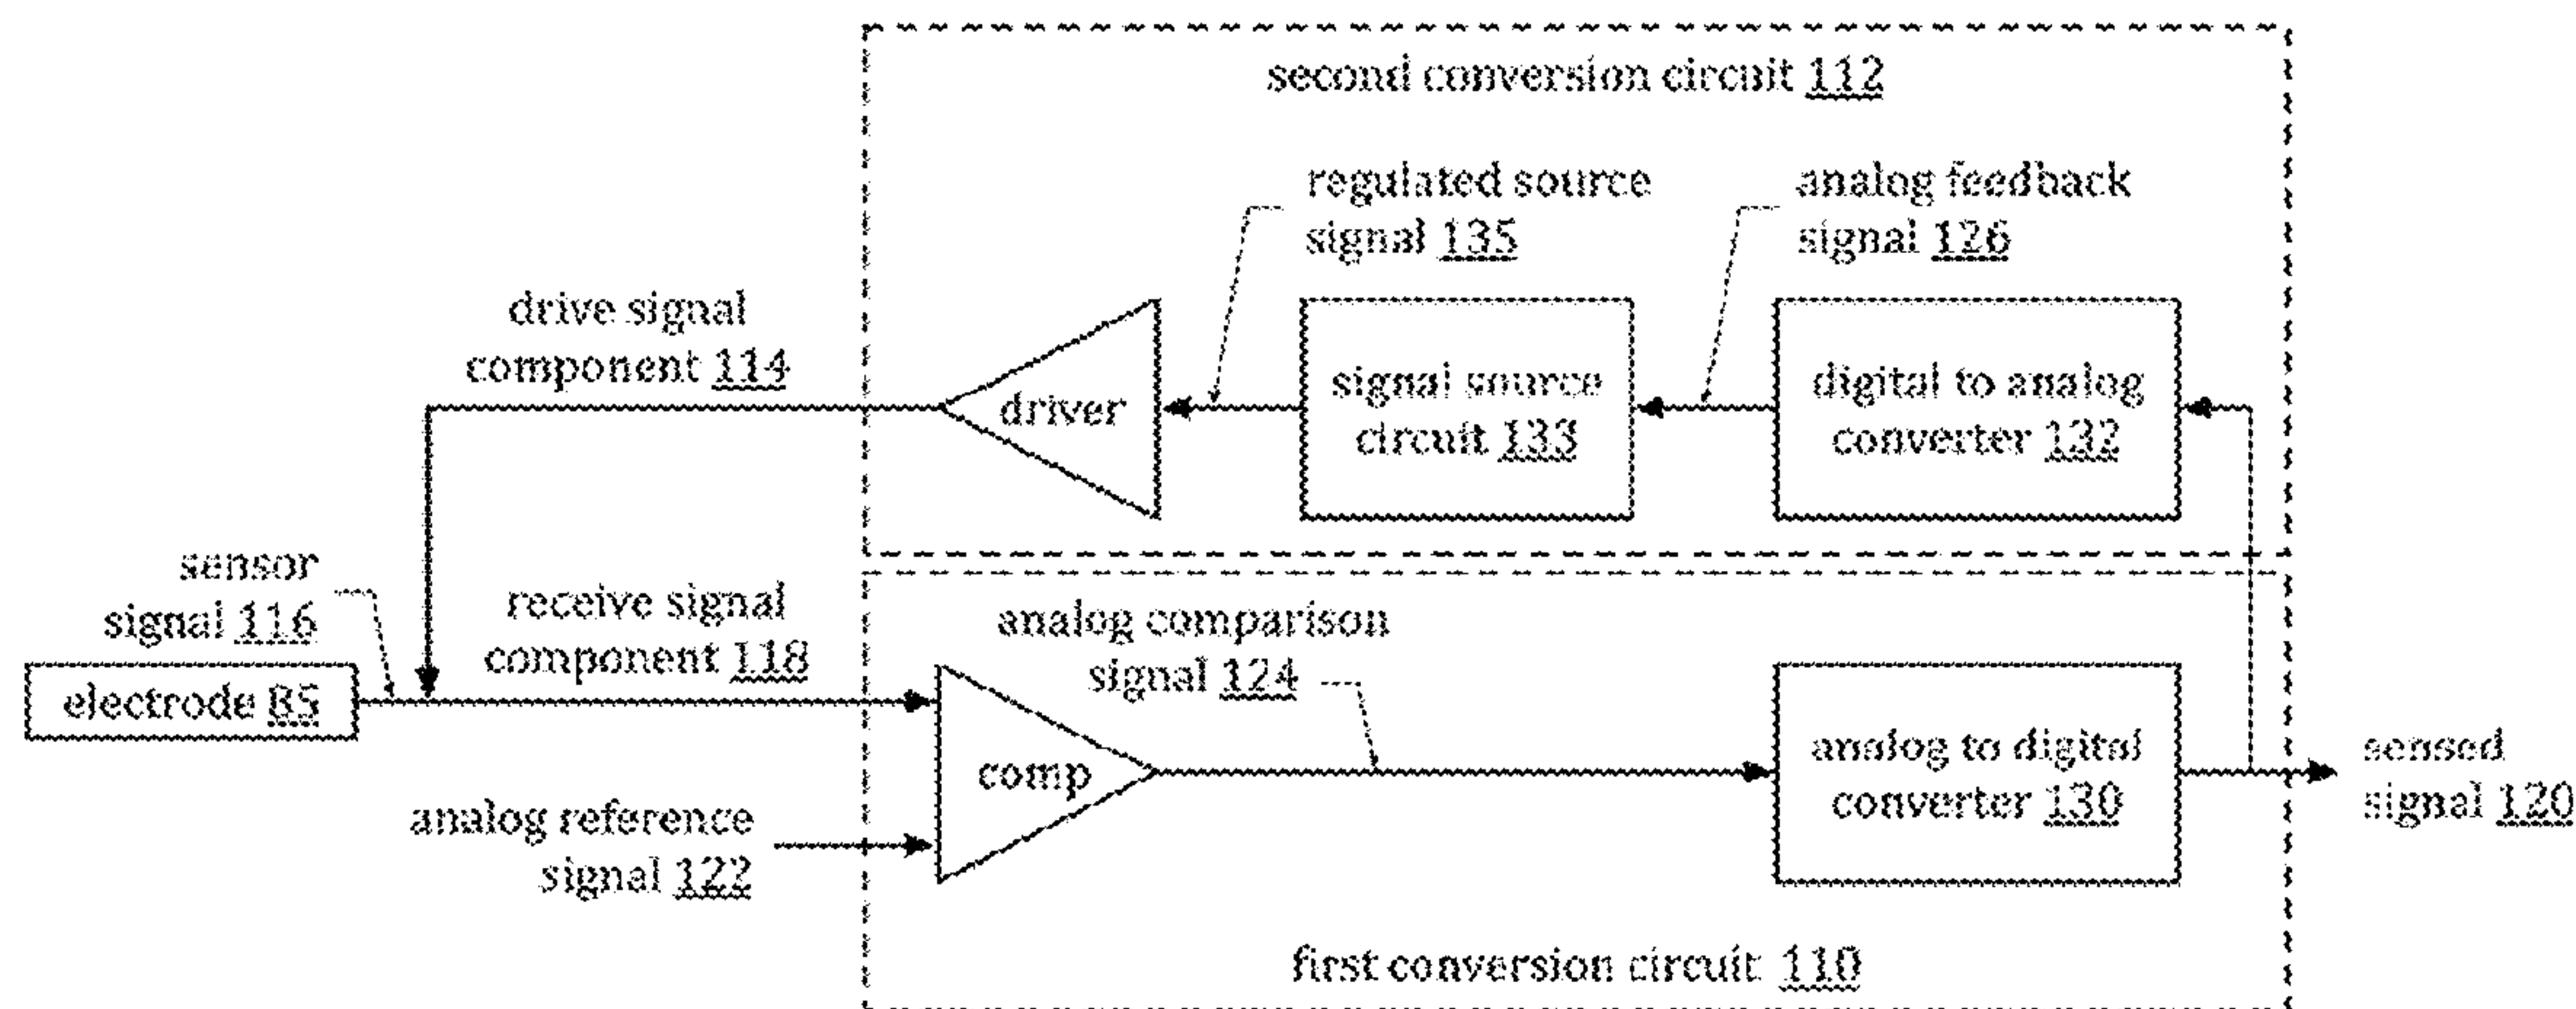 second conversion circuit 112
regulated source
signal 135
analog feedback
signal 126
drive signal
component 114
driver
signal source
circuit 133
digital to analog
converter 132
sensor
signal 116
receive signal
component 118
analog comparison
signal 124
electrode 85
comp
analog to digital
converter 130
sensed
signal 120
analog reference
signal 122
first conversion circuit 110